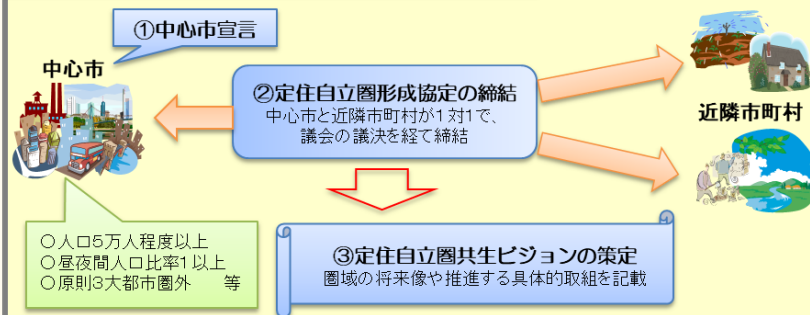 ①中心市宣言
中心市
②定住自立圏形成協定の締結
中心市と近隣市町村が1対1で、
議会の議決を経て締結
近隣市町村
○人口5万人程度以上
○昼夜間人口比率1以上
○原則3大都市圏外　等
③定住自立圏共生ビジョンの策定
圏域の将来像や推進する具体的取組を記載